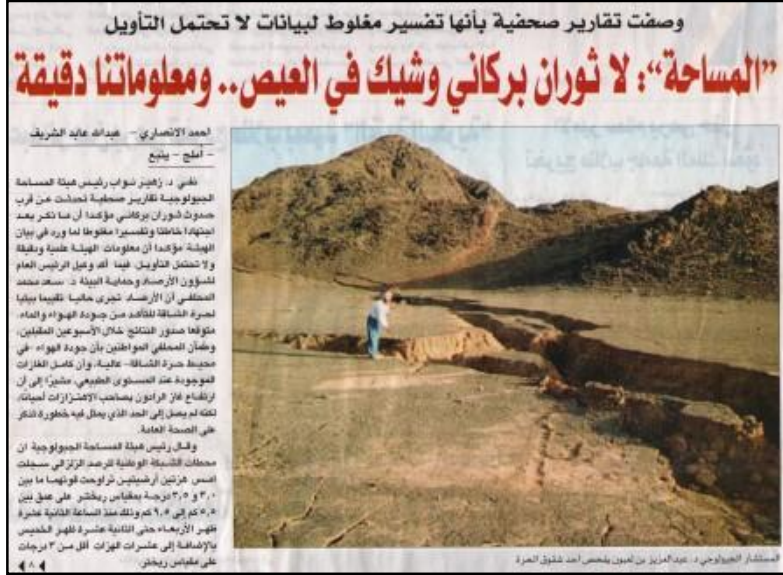 وصفت تقارير صحفية بأنها تفسير مغلوط لبيانات لا تحتمل التأويل
"المساحة": لا ثوران بركاني وشيك في العيص.. ومعلوماتنا دقيقة
احمد الانصاري - عبدالله عابد الشريف
- أملج - ينبع
نفى د. زهير نواب رئيس هيئة المساحة
الجيولوجية تقارير صحفية تحدثت عن قرب
حدوث ثوران بركاني مؤكدا أن ما ذكر يعد
اجتهادا خاطئا وتفسيرا مغلوطا لما ورد في بيان
الهيئة مؤكدا أن معلومات الهيئة علمية ودقيقة
ولا تحتمل التأويل. فيما أكد وكيل الرئيس العام
لشؤون الأرصاد وحماية البيئة د. سعد محمد
المحلفي أن الأرصاد تجري حاليا تقييما بيئيا
لحرة الشاقة للتأكد من جودة الهواء والماء،
متوقعا صدور النتائج خلال الأسبوعين المقبلين،
وطمأن المحلفي المواطنين بأن جودة الهواء -في
محيط حرة الشاقة- عالية، وأن كامل الغازات
الموجودة عند المستوى الطبيعي، مشيرًا إلى أن
ارتفاع غاز الرادون يصاحب الاهتزازات أحيانا،
لكنه لم يصل إلى الحد الذي يمثل فيه خطورة تذكر
على الصحة العامة.
وقال رئيس هيئة المساحة الجيولوجية ان
محطات الشبكة الوطنية للرصد الزلزالي سجلت
امس هزتين أرضيتين تراوحت قوتهما ما بين
٣.٠ و ٣.٥ درجة بمقياس ريختر على عمق بين
٥.٥ كم إلى ٩.٥ كم وذلك منذ الساعة الثانية عشرة
ظهر الأربعاء حتى الثانية عشرة ظهر الخميس
بالإضافة إلى عشرات الهزات أقل من ٣ درجات
على مقياس ريختر.
٨
المستشار الجيولوجي د. عبدالعزيز بن لعبون يتفحص أحد شقوق الحرة